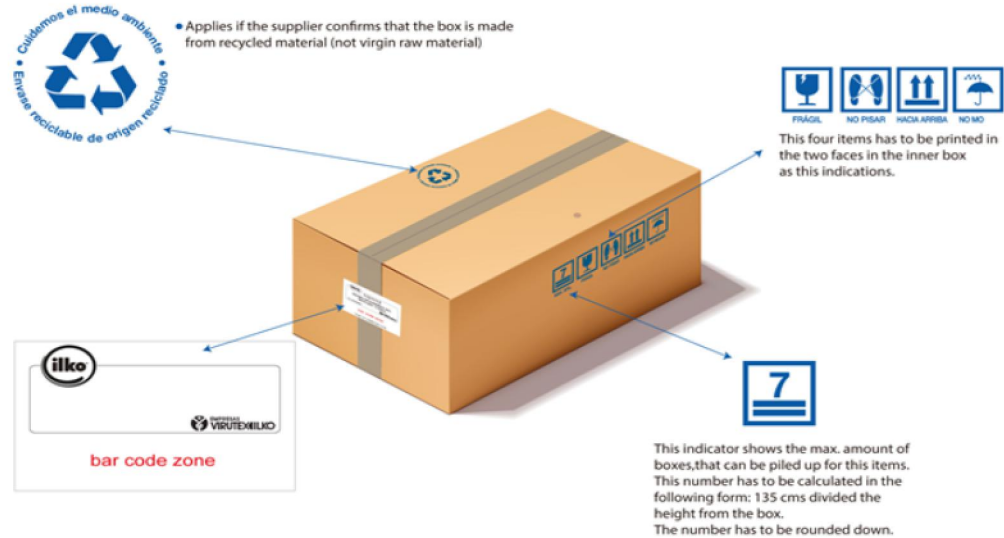 Cuidemos el medio ambiente
Envase reciclable de origen reciclado
• Applies if the supplier confirms that the box is made
from recycled material (not virgin raw material)
FRÁGIL NO PISAR HACIA ARRIBA NO MO
This four items has to be printed in
the two faces in the inner box
as this indications.
7
ilko
EMPRESAS
VIRUTEX ILKO
bar code zone
7
This indicator shows the max. amount of
boxes,that can be piled up for this items.
This number has to be calculated in the
following form: 135 cms divided the
height from the box.
The number has to be rounded down.